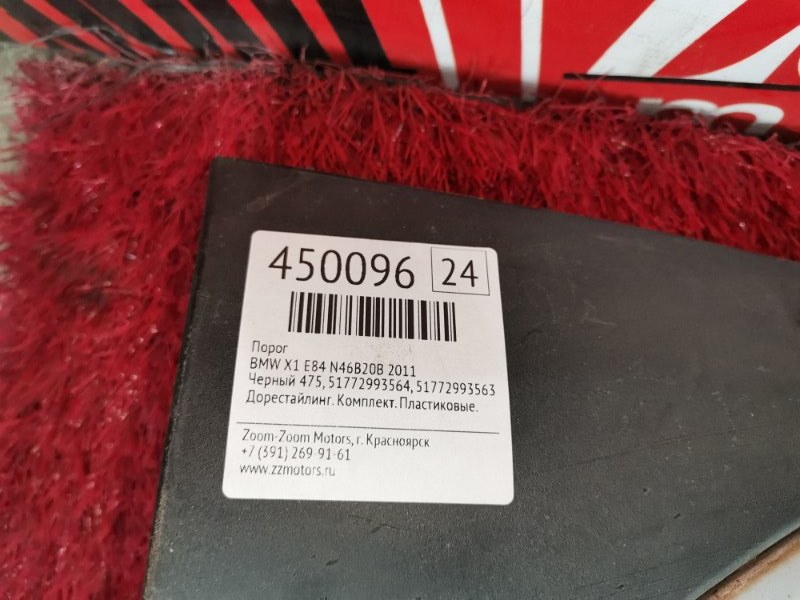 450096 24
Порог
BMW X1 E84 N46B20B 2011
Черный 475, 51772993564, 51772993563
Дорестайлинг. Комплект. Пластиковые.
Zoom-Zoom Motors, г. Красноярск
+7 (391) 269-91-61
www.zzmotors.ru